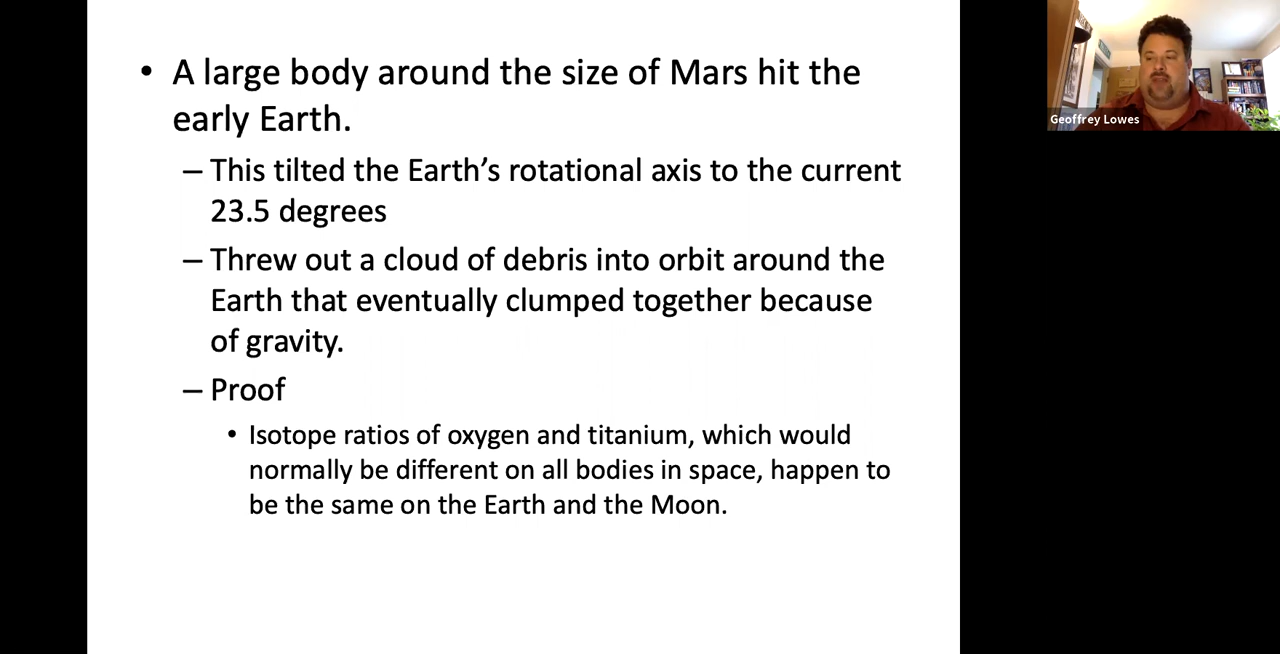 • A large body around the size of Mars hit the
early Earth.
– This tilted the Earth’s rotational axis to the current
23.5 degrees
– Threw out a cloud of debris into orbit around the
Earth that eventually clumped together because
of gravity.
– Proof
• Isotope ratios of oxygen and titanium, which would
normally be different on all bodies in space, happen to
be the same on the Earth and the Moon.
Geoffrey Lowes